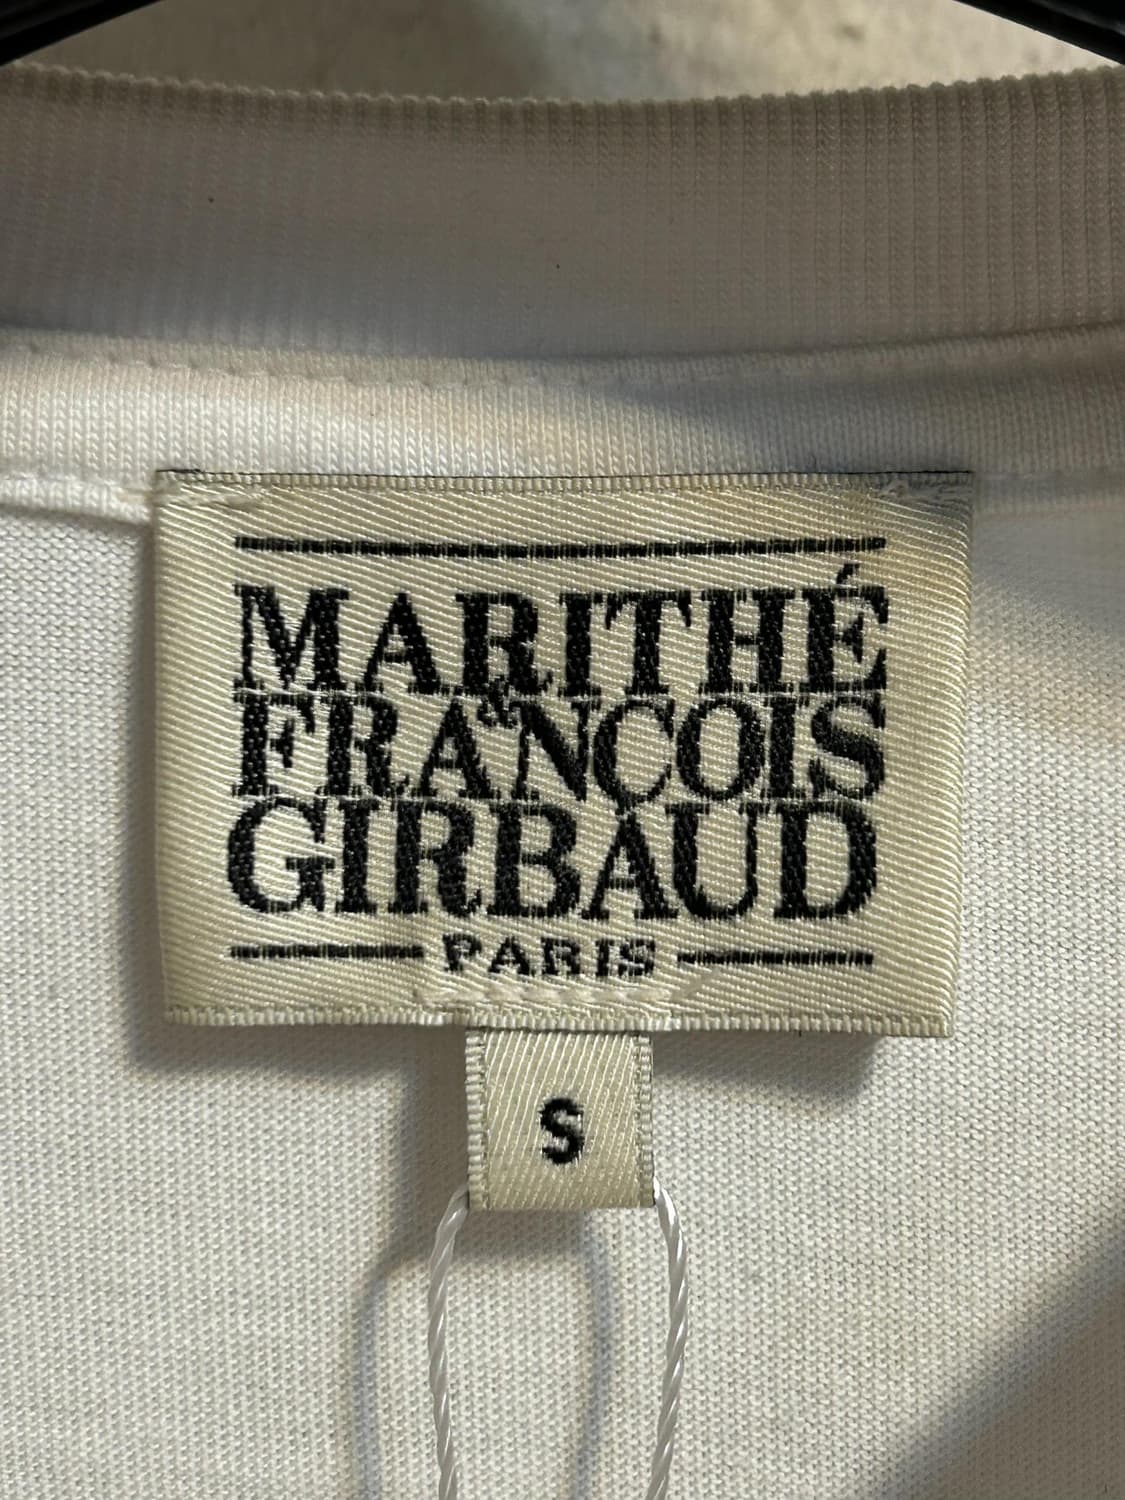 MARITHÉ
&
FRANÇOIS
GIRBAUD
PARIS
S